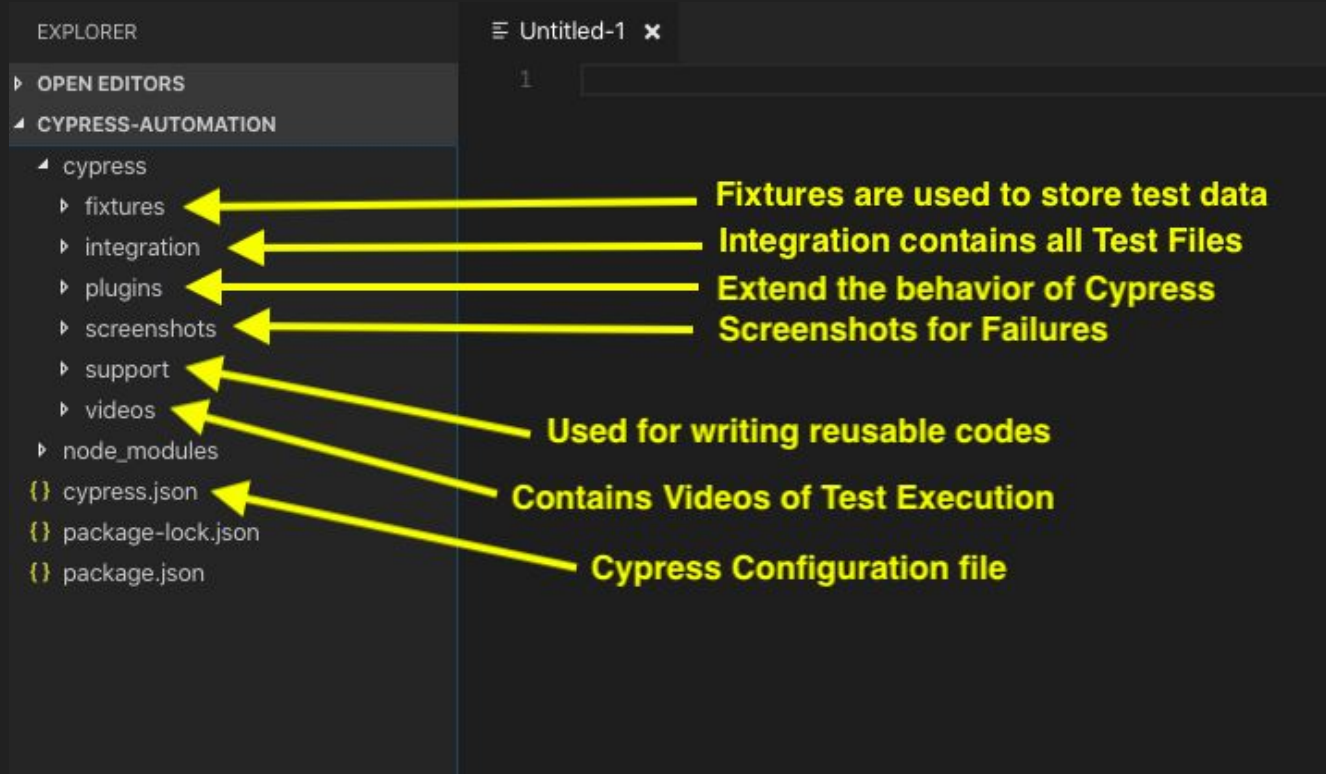 EXPLORER
Untitled-1
OPEN EDITORS
1
CYPRESS-AUTOMATION
cypress
fixtures
Fixtures are used to store test data
integration
Integration contains all Test Files
plugins
Extend the behavior of Cypress
screenshots
Screenshots for Failures
support
Used for writing reusable codes
videos
Contains Videos of Test Execution
node_modules
{} cypress.json
Cypress Configuration file
{} package-lock.json
{} package.json